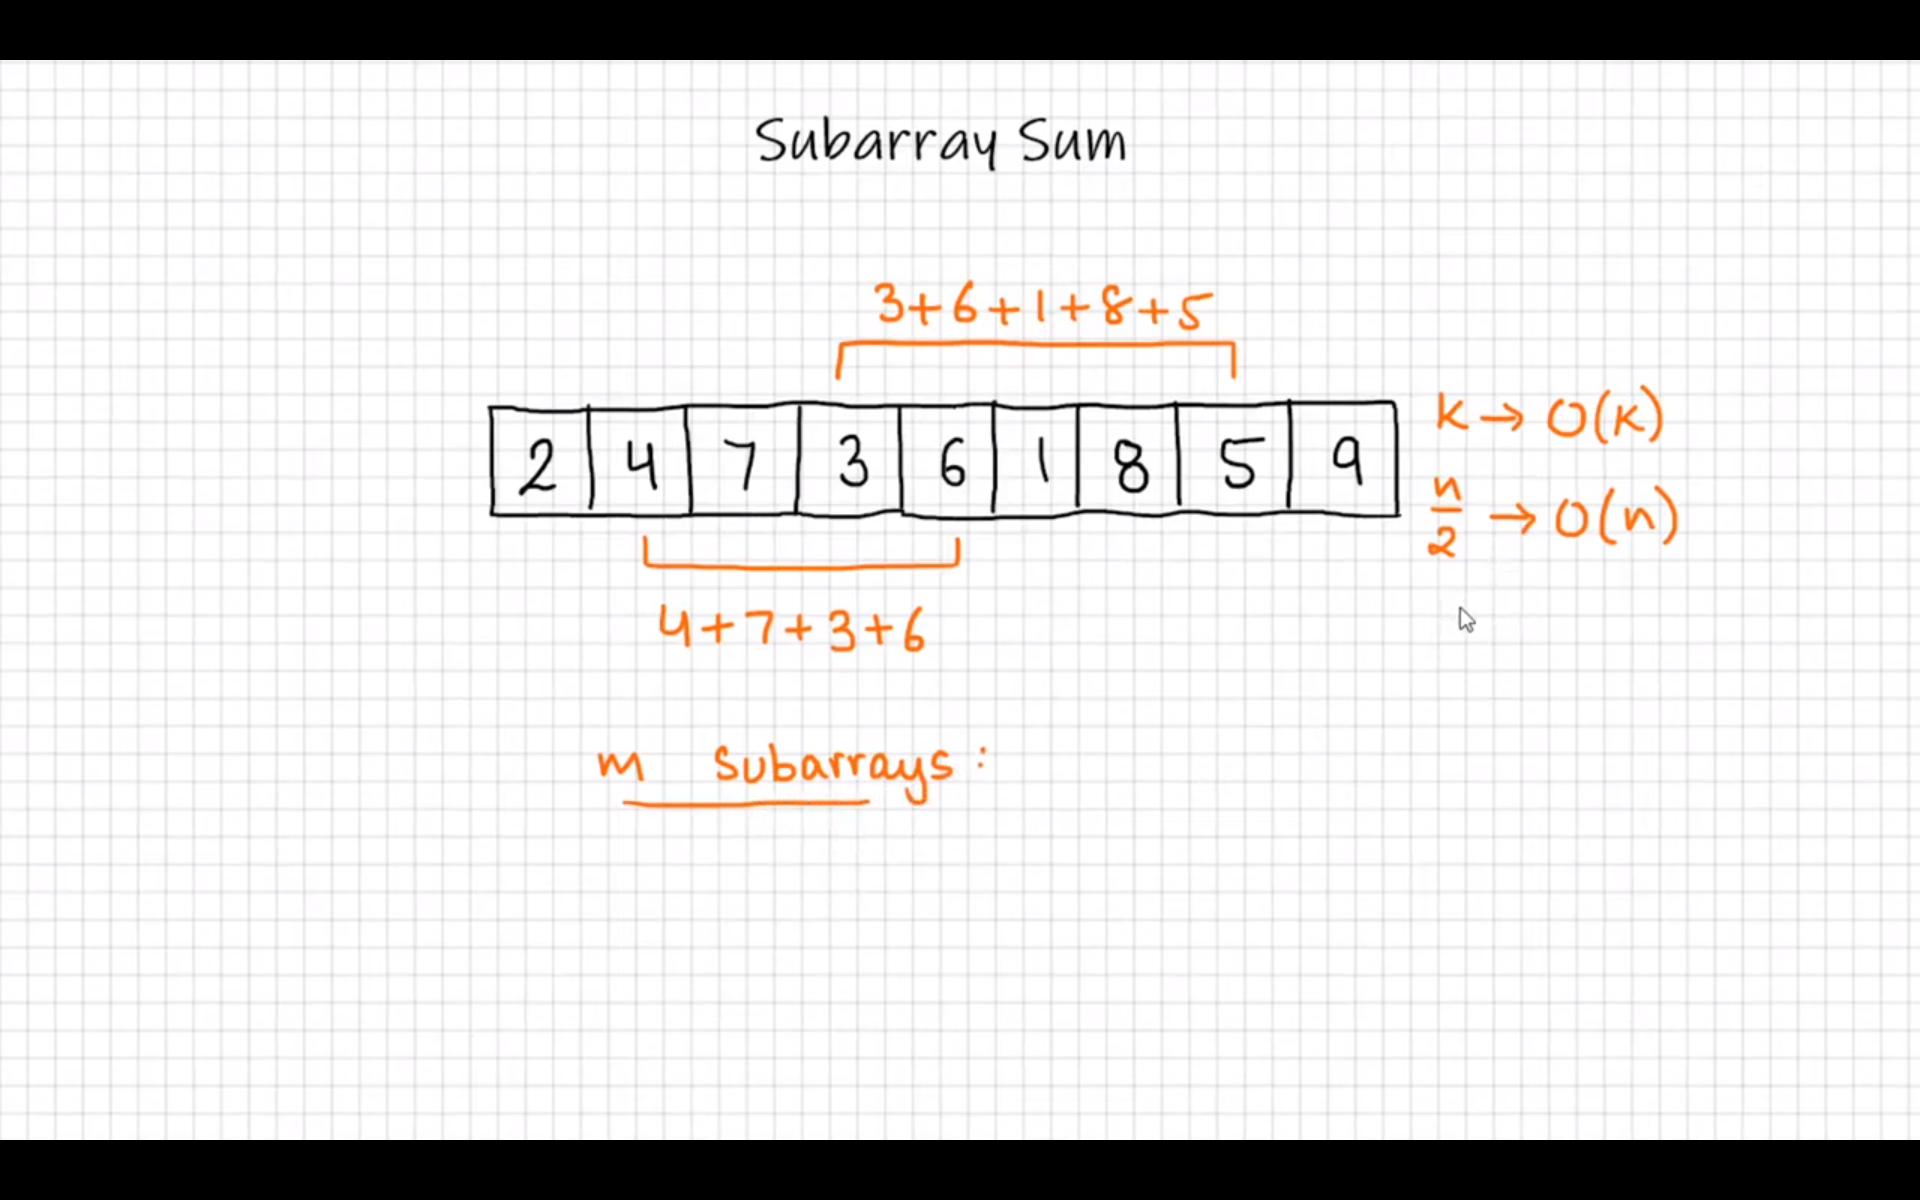 Subarray Sum
3+6+1+8+5
2 4 7 3 6 1 8 5 9
k → O(k)
n/2 → O(n)
4+7+3+6
m Subarrays :